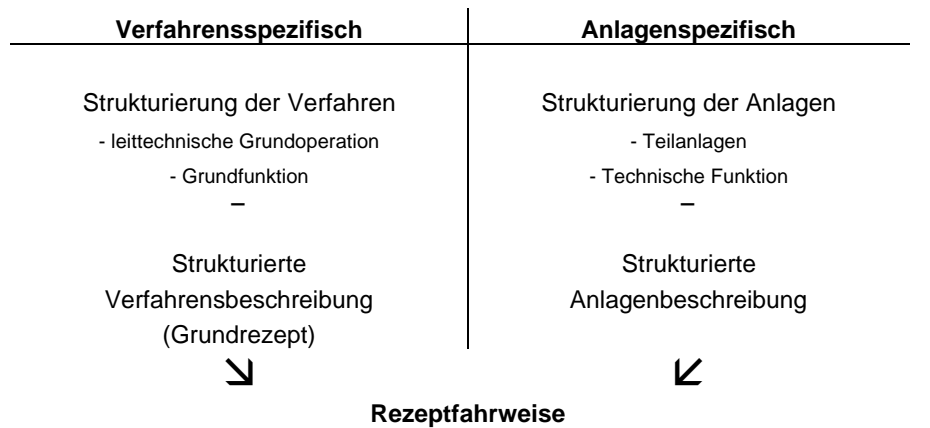 Verfahrensspezifisch
Anlagenspezifisch
Strukturierung der Verfahren
- leittechnische Grundoperation
- Grundfunktion
–
Strukturierte
Verfahrensbeschreibung
(Grundrezept)
Strukturierung der Anlagen
- Teilanlagen
- Technische Funktion
–
Strukturierte
Anlagenbeschreibung
Rezeptfahrweise